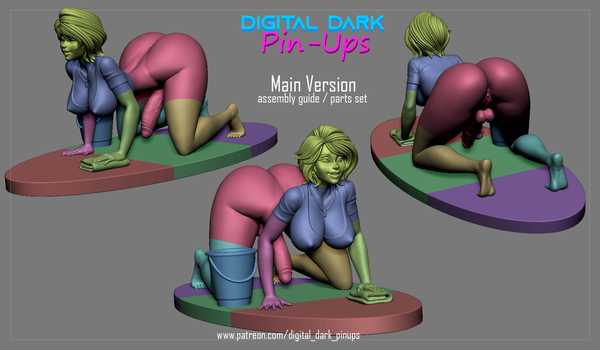 DIGITAL DARK
Pin-Ups
Main Version
assembly guide / parts set
www.patreon.com/digital_dark_pinups